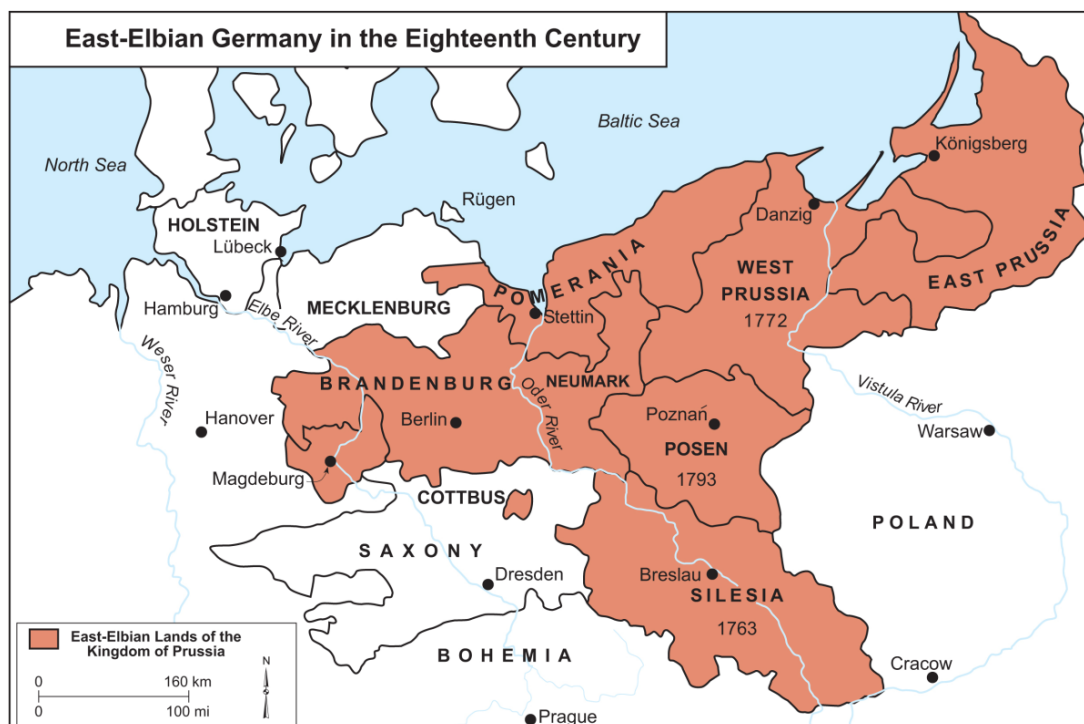 East-Elbian Germany in the Eighteenth Century
North Sea
Baltic Sea
Königsberg
Rügen
Danzig
HOLSTEIN
Lübeck
EAST PRUSSIA
POMERANIA
WEST
PRUSSIA
1772
Hamburg
Elbe River
MECKLENBURG
Stettin
Weser River
BRANDENBURG
Oder River
NEUMARK
Vistula River
Hanover
Berlin
Poznań
POSEN
1793
Warsaw
Magdeburg
COTTBUS
POLAND
SAXONY
Dresden
Breslau
SILESIA
1763
BOHEMIA
Cracow
Prague
East-Elbian Lands of the
Kingdom of Prussia
N
0 160 km
0 100 mi